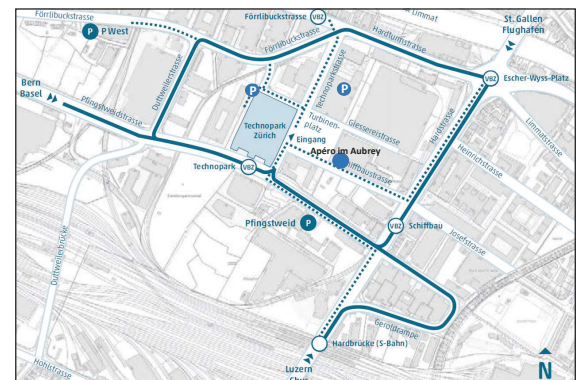 Förrlibuckstrasse
P West
Förrlibuckstrasse
VBZ
Förrlibuckstrasse
Hardturmstrasse
St. Gallen
Flughafen
VBZ
Escher-Wyss-Platz
Bern
Basel
Pfingstweidstrasse
Duttweilerstrasse
Technoparkstrasse
P
P
Technopark
Zürich
Turbinen-
platz
Giessereistrasse
Eingang
Apéro im Aubrey
Schiffbaustrasse
Hardstrasse
Heinrichstrasse
Limmatstrasse
Technopark
VBZ
Pfingstweid
P
VBZ
Schiffbau
Josefstrasse
Duttweilerbrücke
Geroldrampe
Hardbrücke (S-Bahn)
Hohlstrasse
Luzern
Chur
N